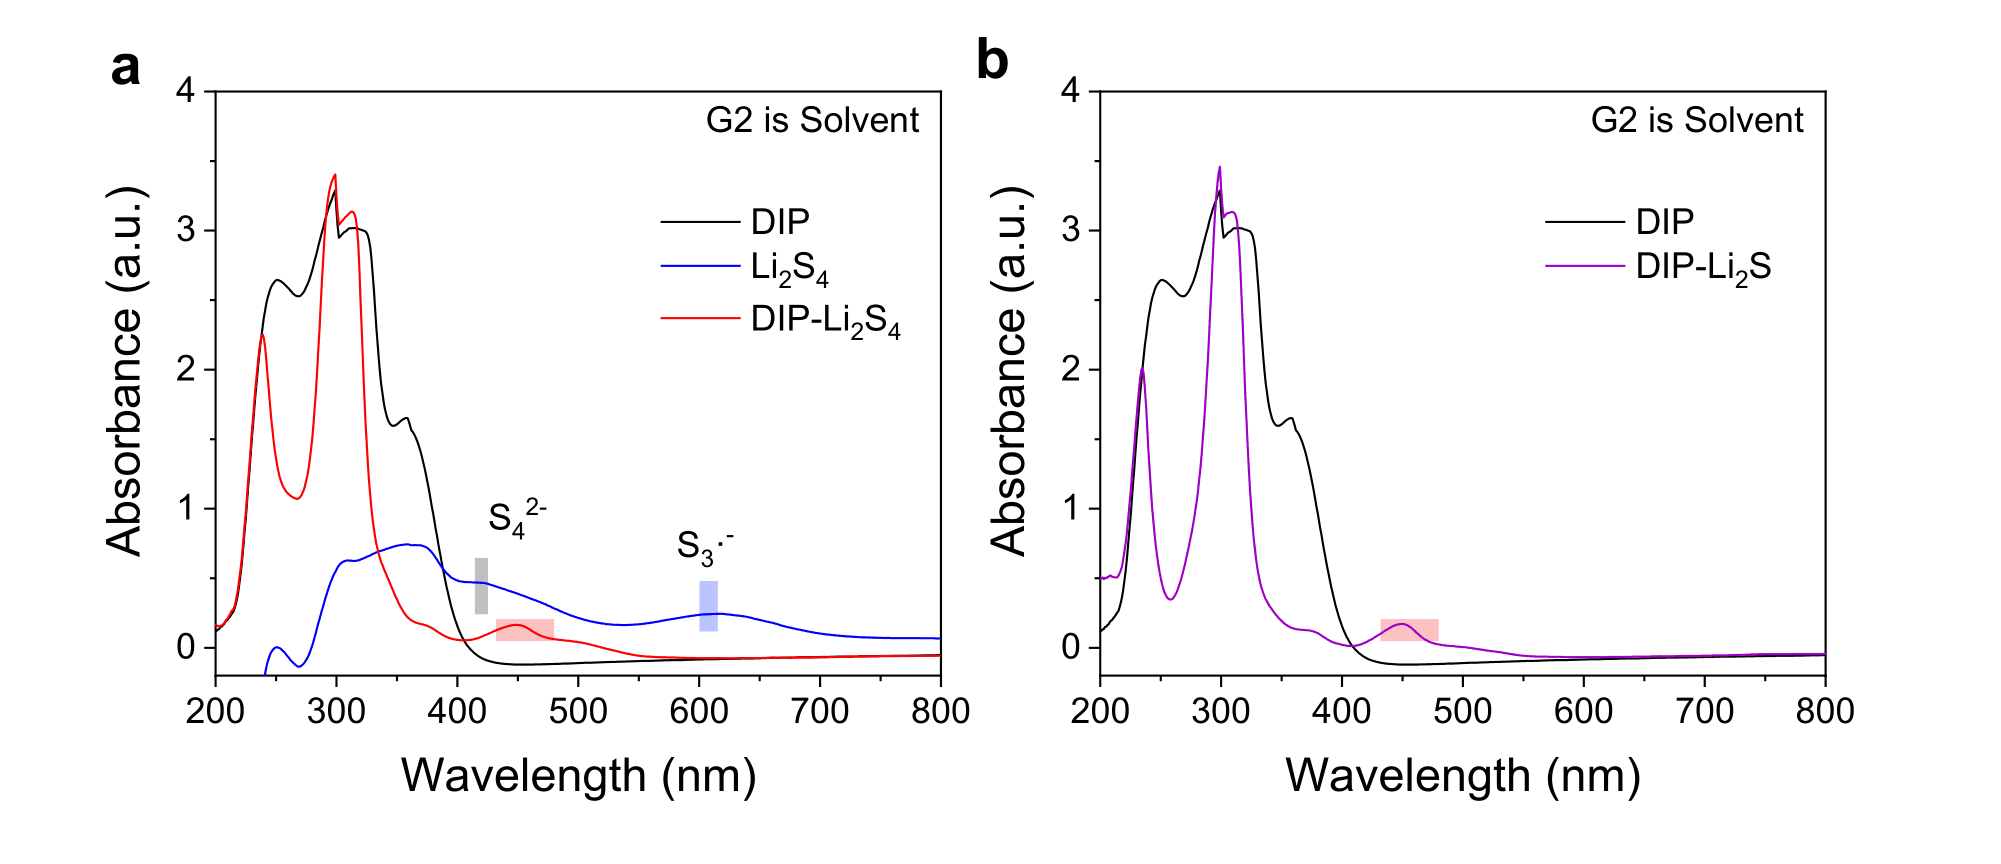 a
G2 is Solvent
DIP
Li₂S₄
DIP-Li₂S₄
S₄²⁻
S₃·⁻
4
3
2
1
0
200 300 400 500 600 700 800
Absorbance (a.u.)
Wavelength (nm)
b
G2 is Solvent
DIP
DIP-Li₂S
4
3
2
1
0
200 300 400 500 600 700 800
Absorbance (a.u.)
Wavelength (nm)